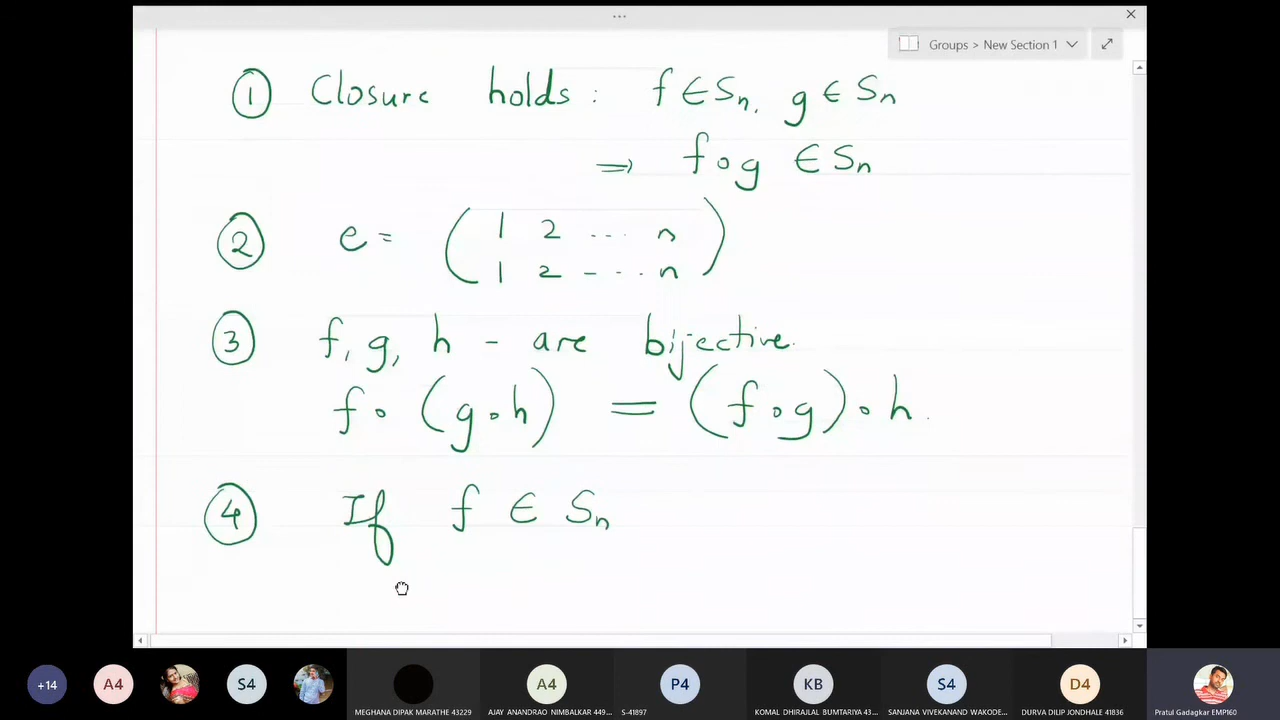 Groups > New Section 1
① Closure holds : f ∈ Sn, g ∈ Sn
⇒ f∘g ∈ Sn
② e = ( 1 2 ... n
1 2 - ... n )
③ f, g, h - are bijective.
f∘(g∘h) = (f∘g)∘h.
④ If f ∈ Sn
+14
A4
S4
A4
P4
KB
S4
D4
MEGHANA DIPAK MARATHE 43229
AJAY ANANDRAO NIMBALKAR 449...
S-41897
KOMAL DHIRAJLAL BUMTARIYA 43...
SANJANA VIVEKANAND WAKODE...
DURVA DILIP JONDHALE 41836
Pratul Gadagkar EMP160